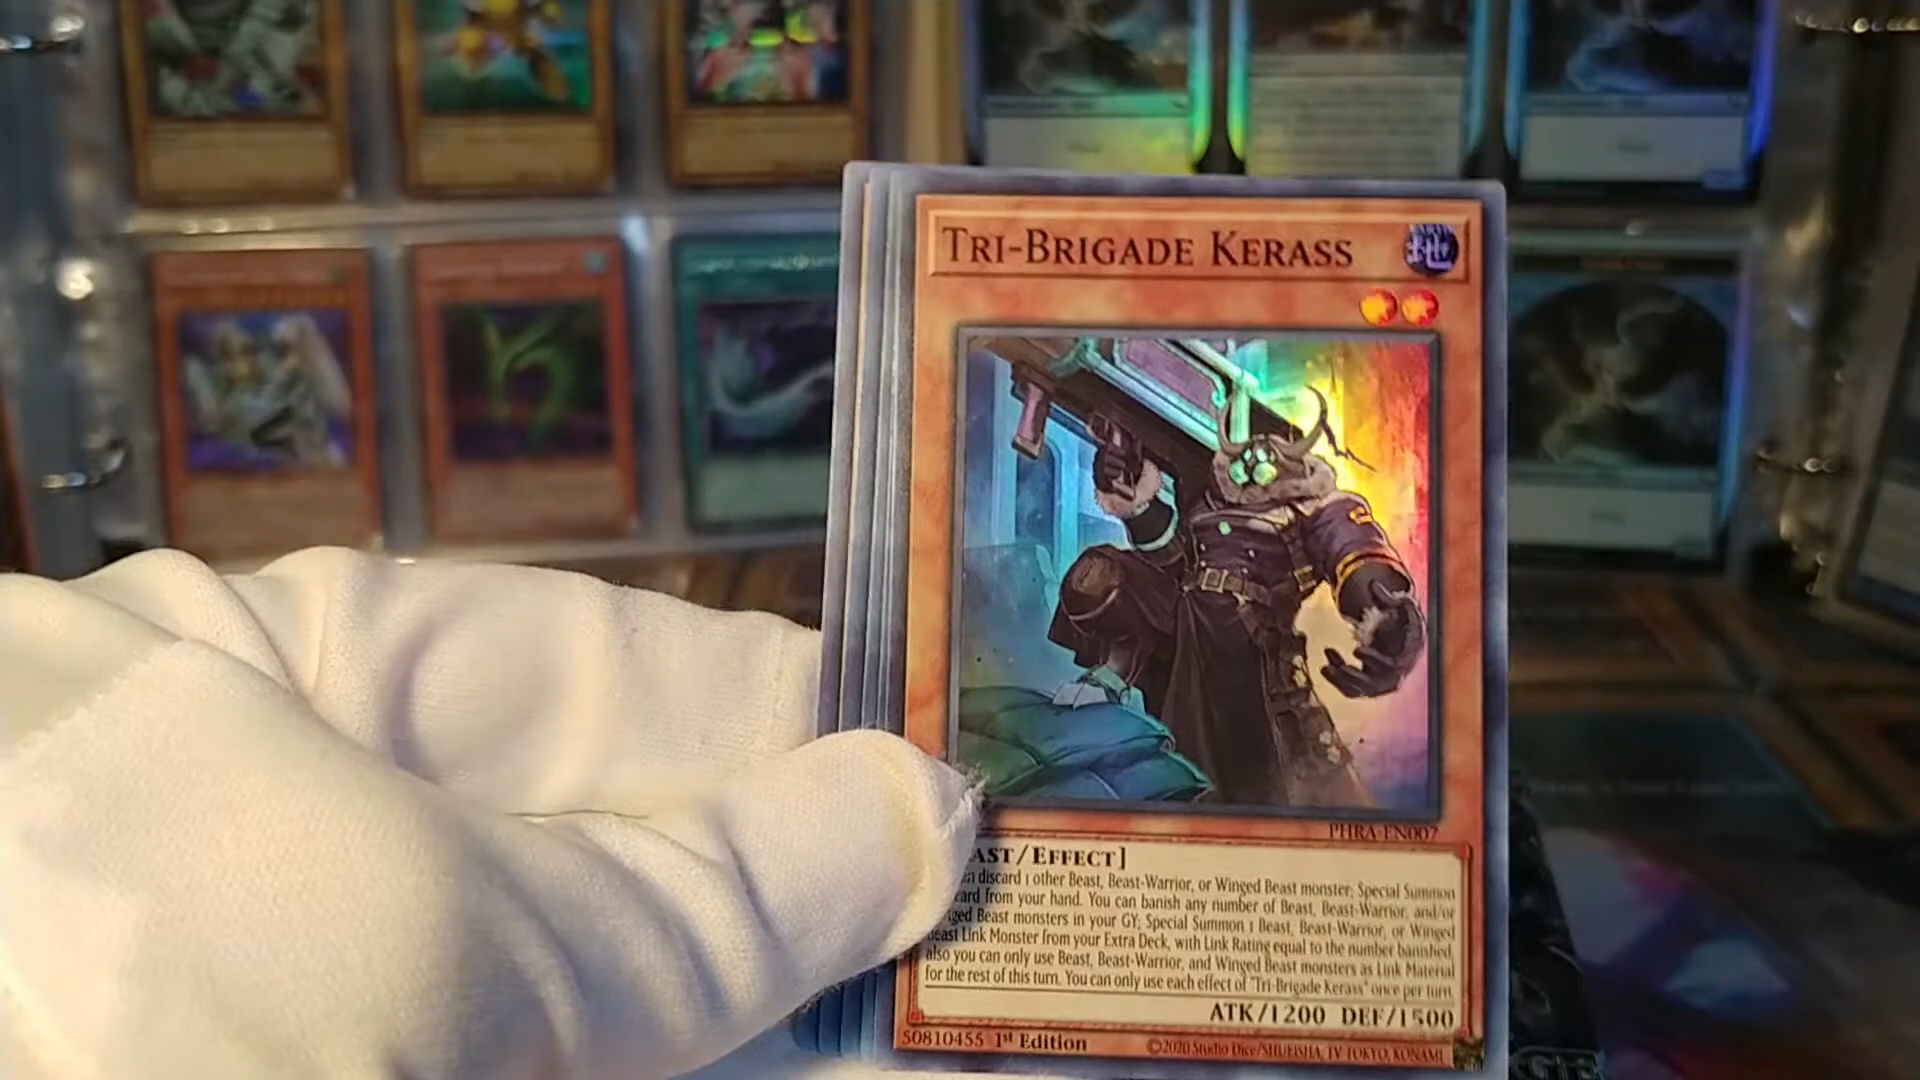 TRI-BRIGADE KERASS
PHRA-EN007
AST/EFFECT]
discard 1 other Beast, Beast-Warrior, or Winged Beast monster; Special Summon
ard from your hand. You can banish any number of Beast, Beast-Warrior, and/or
ged Beast monsters in your GY; Special Summon 1 Beast, Beast-Warrior, or Winged
Beast Link Monster from your Extra Deck, with Link Rating equal to the number banished,
also you can only use Beast, Beast-Warrior, and Winged Beast monsters as Link Material
for the rest of this turn. You can only use each effect of "Tri-Brigade Kerass" once per turn.
ATK/1200 DEF/1500
50810455 1st Edition ©2020 Studio Dice/SHUEISHA, TV TOKYO, KONAMI